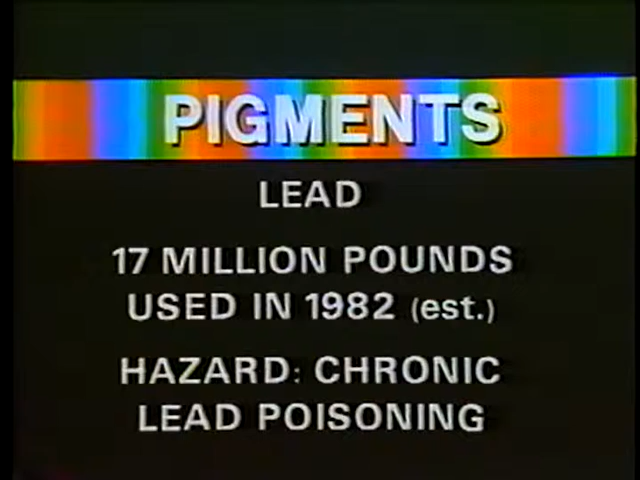 PIGMENTS
LEAD
17 MILLION POUNDS
USED IN 1982 (est.)
HAZARD: CHRONIC
LEAD POISONING